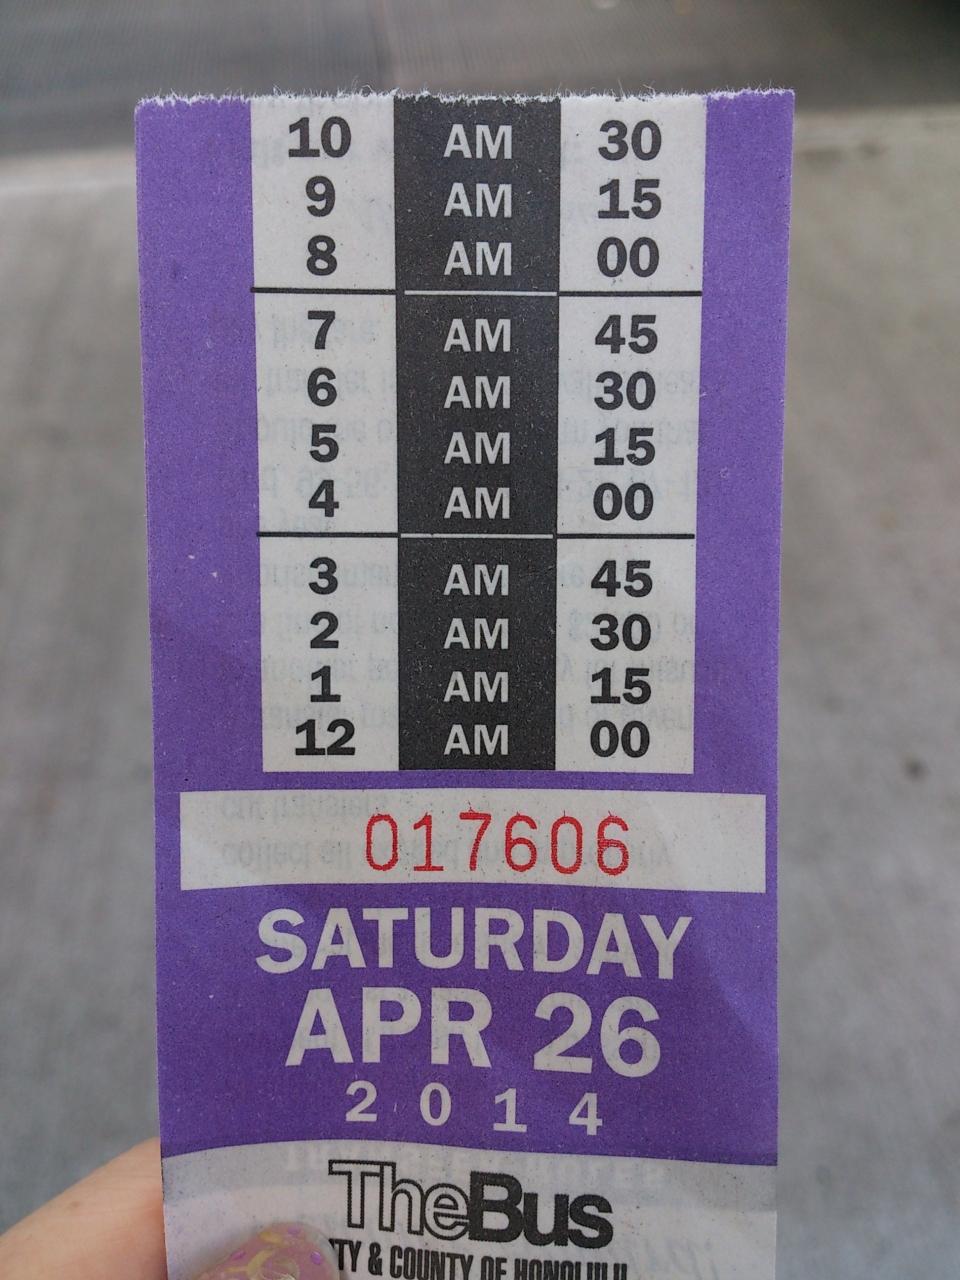 10 AM 30
9 AM 15
8 AM 00
7 AM 45
6 AM 30
5 AM 15
4 AM 00
3 AM 45
2 AM 30
1 AM 15
12 AM 00
017606
SATURDAY
APR 26
2014
TheBus
& COUNTY OF HONOLULU